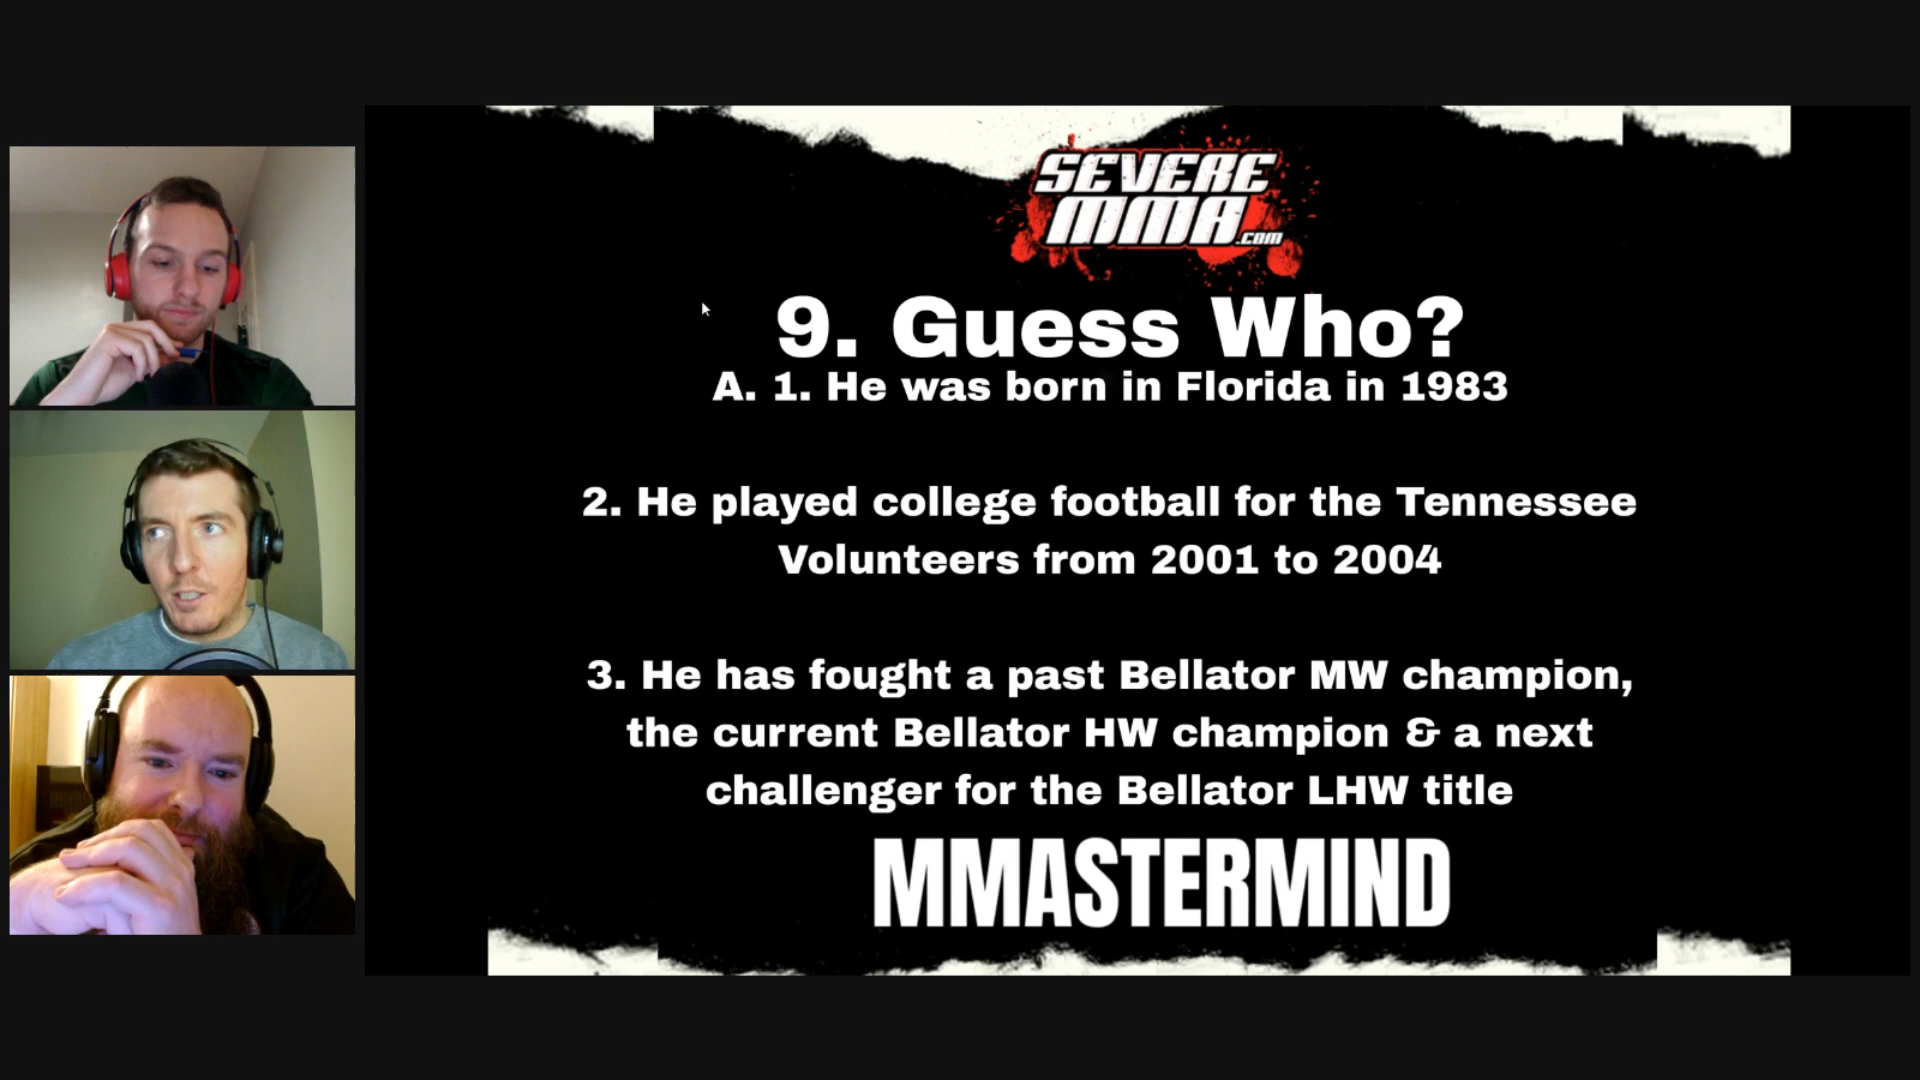 SEVERE
MMA.COM
9. Guess Who?
A. 1. He was born in Florida in 1983
2. He played college football for the Tennessee
Volunteers from 2001 to 2004
3. He has fought a past Bellator MW champion,
the current Bellator HW champion & a next
challenger for the Bellator LHW title
MMASTERMIND